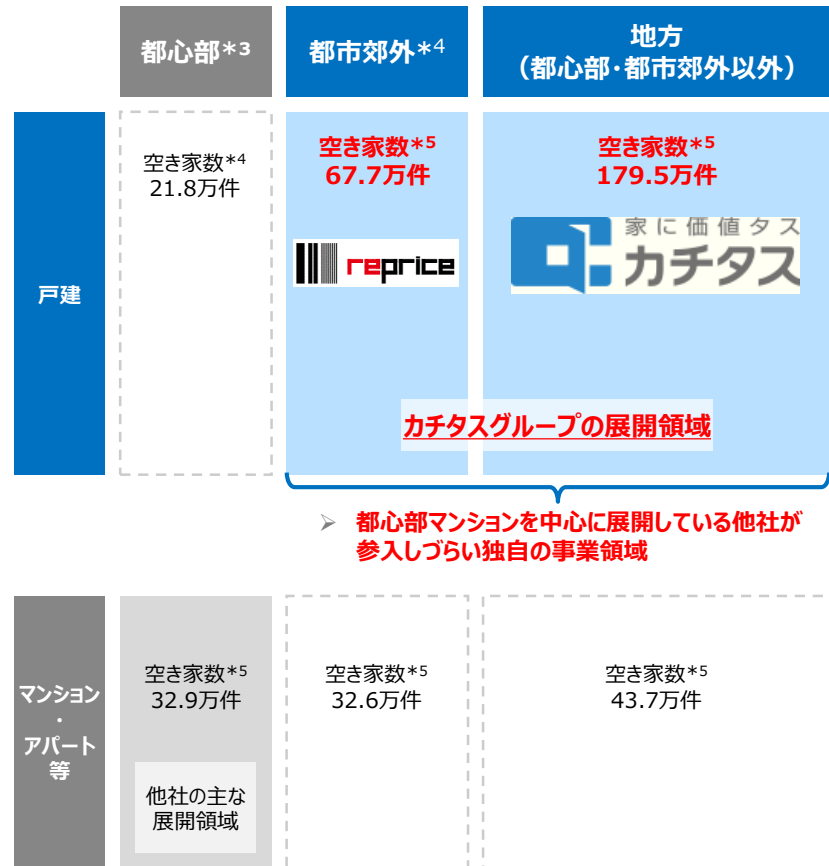 都心部*3
都市郊外*4
地方
(都心部・都市郊外以外)
戸建
空き家数*4
21.8万件
空き家数*5
67.7万件
reprice
空き家数*5
179.5万件
家に価値タス
カチタス
カチタスグループの展開領域
➢ 都心部マンションを中心に展開している他社が
参入しづらい独自の事業領域
マンション
・
アパート
等
空き家数*5
32.9万件
他社の主な
展開領域
空き家数*5
32.6万件
空き家数*5
43.7万件